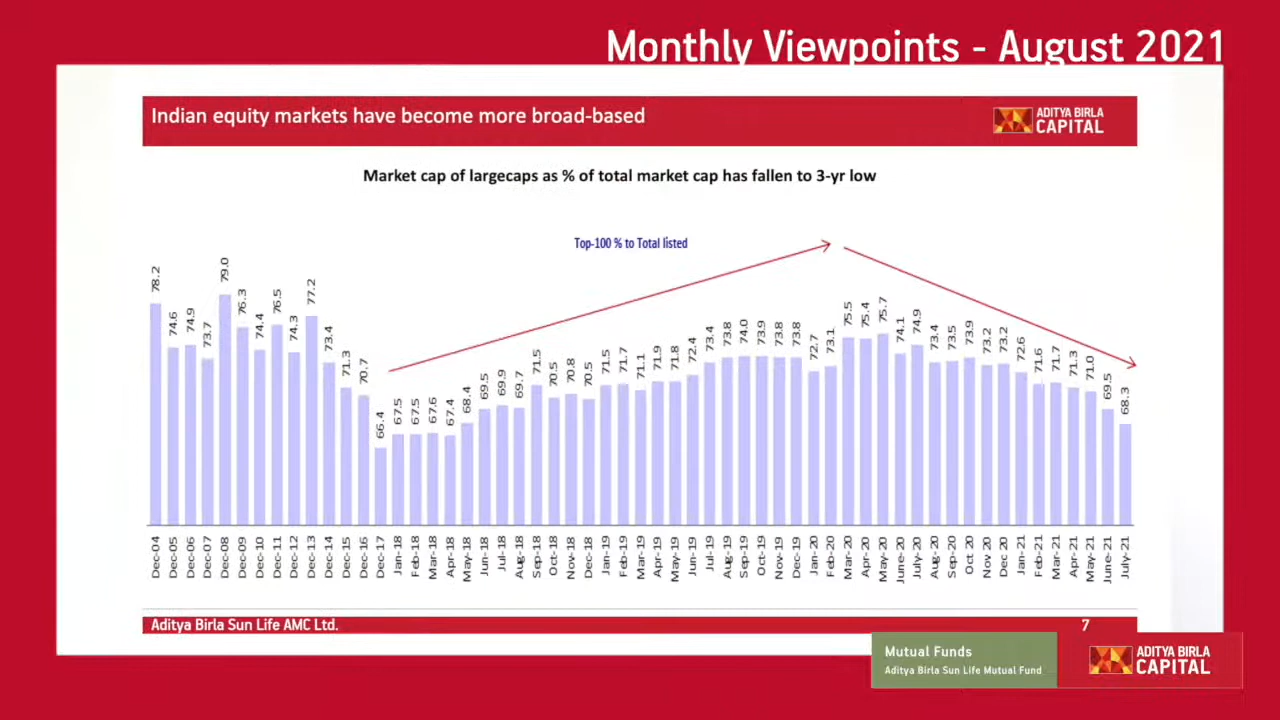 Monthly Viewpoints - August 2021
Indian equity markets have become more broad-based
ADITYA BIRLA
CAPITAL
Market cap of largecaps as % of total market cap has fallen to 3-yr low
Top-100 % to Total listed
78.2 74.6 74.9 73.7 79.0 76.3 74.4 76.5 74.3 77.2 73.4 71.3 70.7 66.4 67.5 67.5 67.6 67.4 68.4 69.5 69.9 69.7 71.5 70.5 70.8 70.5 71.5 71.7 71.1 71.9 71.8 72.4 73.4 73.8 74.0 73.9 73.8 73.8 72.7 73.1 75.5 75.4 75.7 74.1 74.9 73.4 73.5 73.9 73.2 73.2 72.6 71.6 71.7 71.3 71.0 69.5 68.3
Dec-04 Dec-05 Dec-06 Dec-07 Dec-08 Dec-09 Dec-10 Dec-11 Dec-12 Dec-13 Dec-14 Dec-15 Dec-16 Dec-17 Jan-18 Feb-18 Mar-18 Apr-18 May-18 Jun-18 Jul-18 Aug-18 Sep-18 Oct-18 Nov-18 Dec-18 Jan-19 Feb-19 Mar-19 Apr-19 May-19 Jun-19 Jul-19 Aug-19 Sep-19 Oct-19 Nov-19 Dec-19 Jan-20 Feb-20 Mar-20 Apr-20 May-20 June-20 July-20 Aug-20 Sep-20 Oct 20 Nov 20 Dec 20 Jan-21 Feb-21 Mar-21 Apr-21 May-21 June-21 July-21
Aditya Birla Sun Life AMC Ltd.
7
Mutual Funds
Aditya Birla Sun Life Mutual Fund
ADITYA BIRLA
CAPITAL